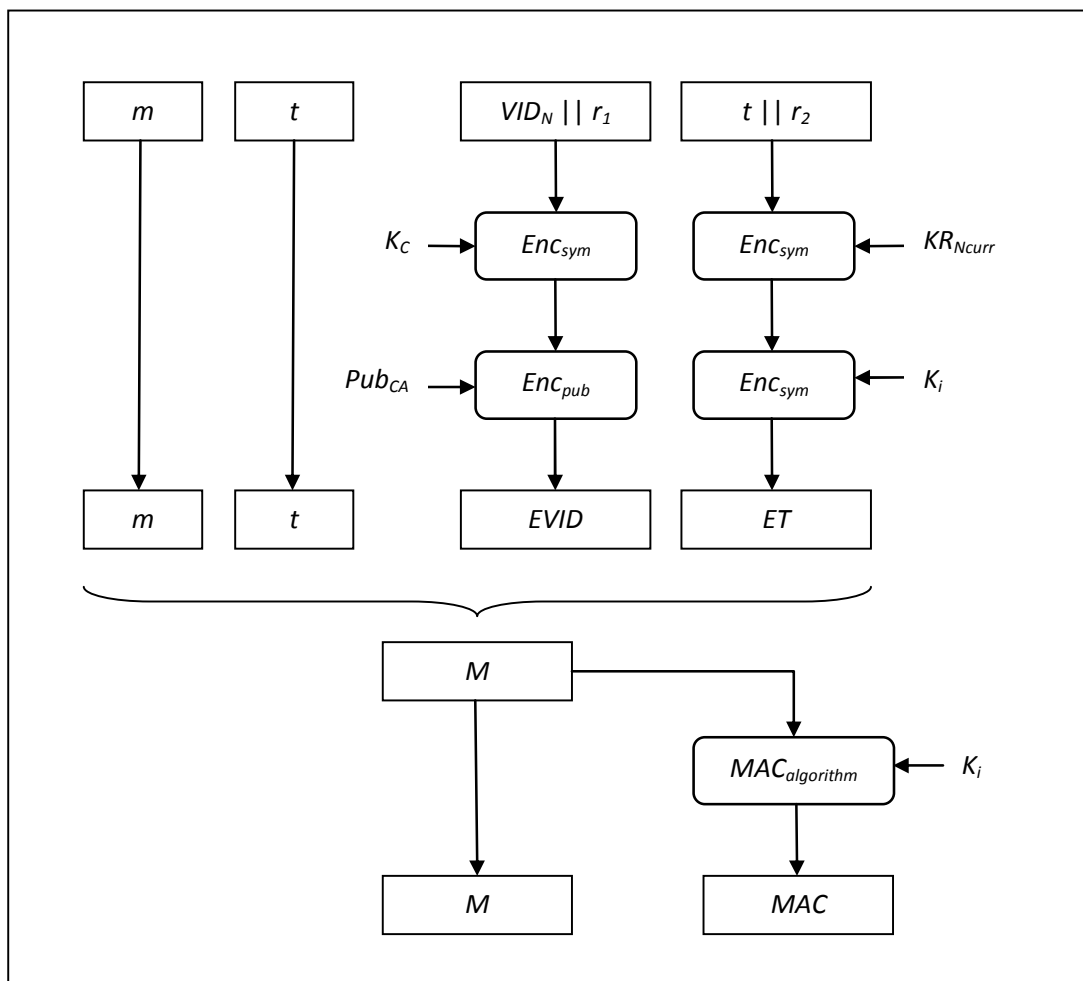 m
t
VID_N || r_1
t || r_2
K_C
Enc_sym
Enc_sym
KR_Ncurr
Pub_CA
Enc_pub
Enc_sym
K_i
m
t
EVID
ET
M
MAC_algorithm
K_i
M
MAC